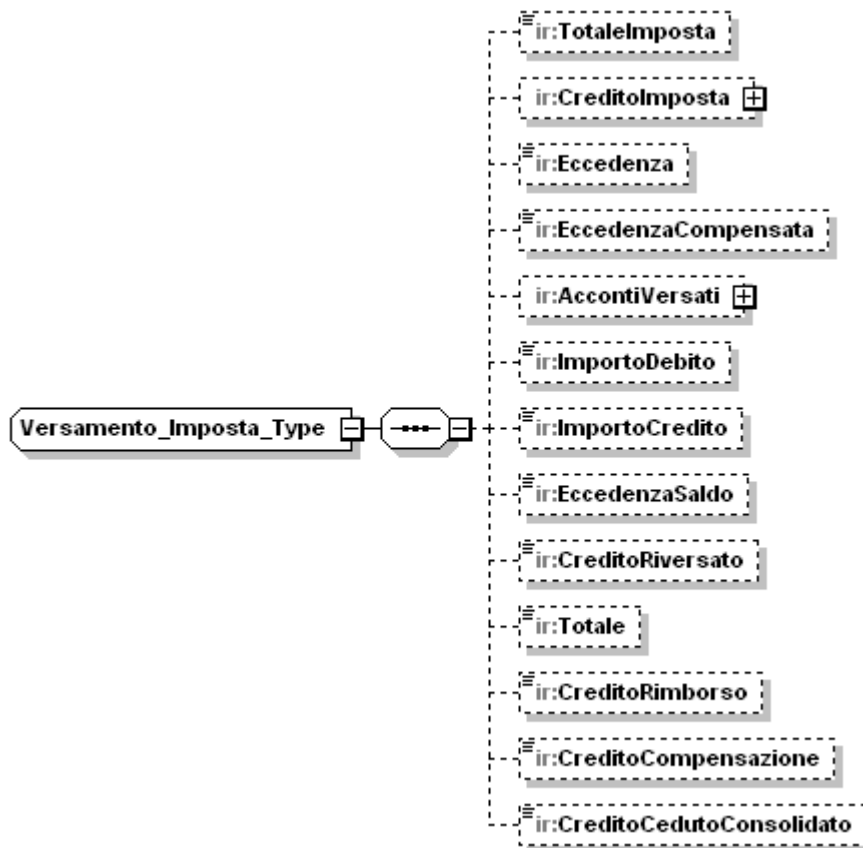 ir:TotaleImposta
ir:CreditoImposta
ir:Eccedenza
ir:EccedenzaCompensata
ir:AccontiVersati
ir:ImportoDebito
Versamento_Imposta_Type
ir:ImportoCredito
ir:EccedenzaSaldo
ir:CreditoRiversato
ir:Totale
ir:CreditoRimborso
ir:CreditoCompensazione
ir:CreditoCedutoConsolidato